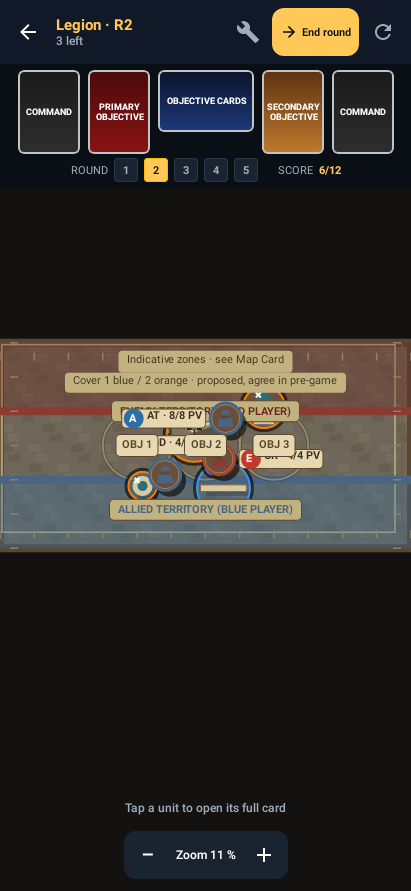 Legion · R2
3 left
End round
COMMAND
PRIMARY
OBJECTIVE
OBJECTIVE CARDS
SECONDARY
OBJECTIVE
COMMAND
ROUND 1 2 3 4 5 SCORE 6/12
Indicative zones · see Map Card
Cover 1 blue / 2 orange · proposed, agree in pre-game
PLAYER)
A AT · 8/8 PV
OBJ 1
OBJ 2
OBJ 3
E
PV
ALLIED TERRITORY (BLUE PLAYER)
Tap a unit to open its full card
− Zoom 11 % +